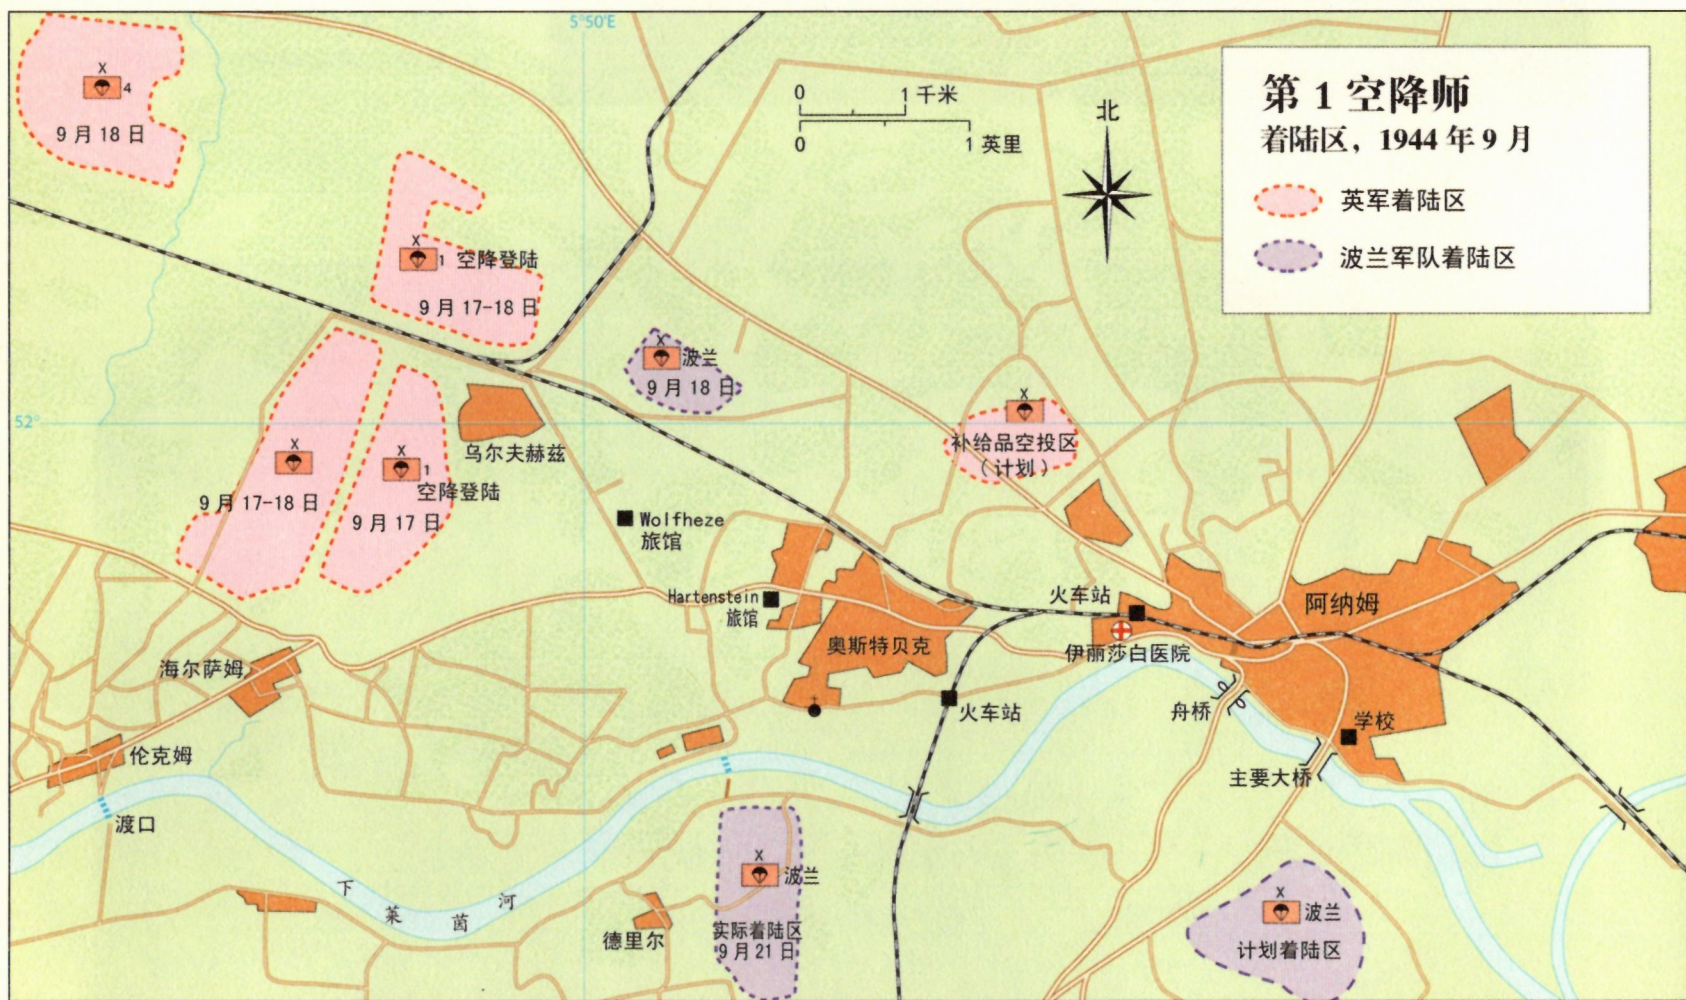 5°50'E
第 1 空降师
着陆区，1944 年 9 月
英军着陆区
波兰军队着陆区
0 1 千米
0 1 英里
北
X
4
9 月 18 日
X
1 空降登陆
9 月 17-18 日
X
波兰
9 月 18 日
52°
X
补给品空投区
（计划）
乌尔夫赫兹
X
9 月 17-18 日
X
1
空降登陆
9 月 17 日
Wolfheze
旅馆
Hartenstein
旅馆
火车站
阿纳姆
奥斯特贝克
伊丽莎白医院
海尔萨姆
火车站
舟桥
学校
伦克姆
主要大桥
渡口
下莱茵河
X
波兰
实际着陆区
9 月 21 日
德里尔
X
波兰
计划着陆区